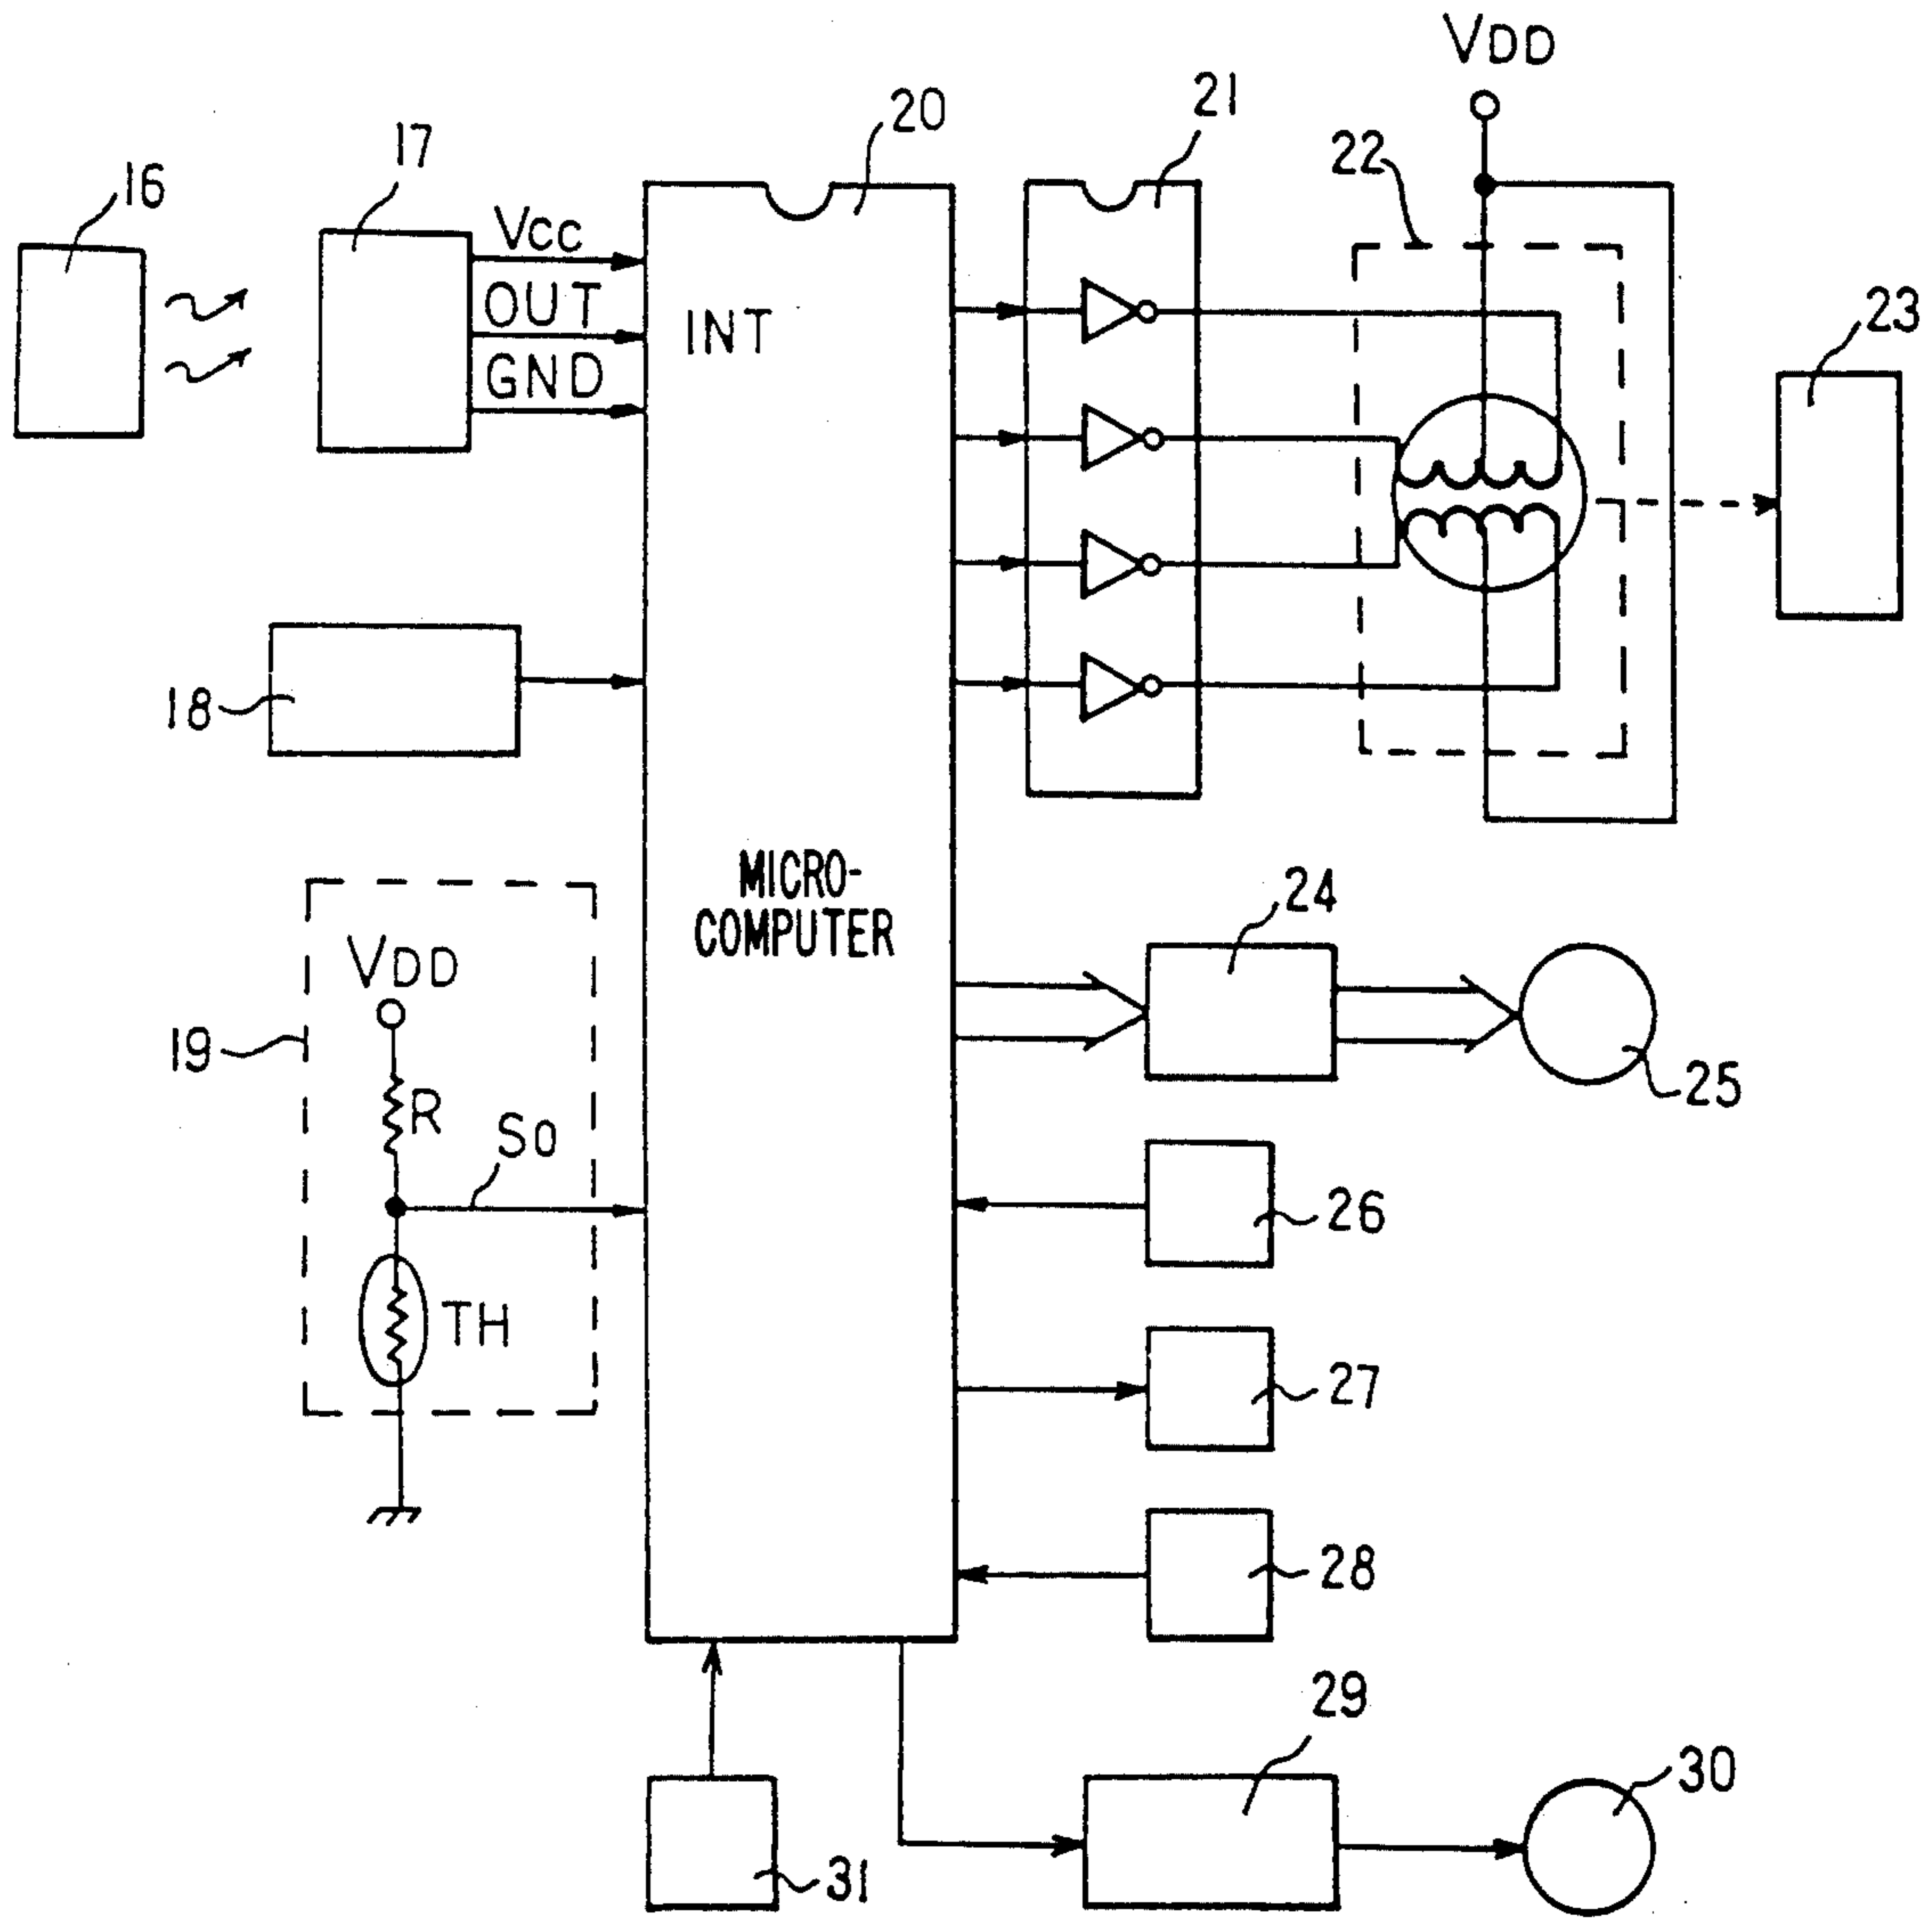 VDD
20
21
22
17
16
Vcc
OUT
GND
INT
23
18
MICRO-
COMPUTER
24
VDD
19
25
R
So
26
TH
27
28
29
30
31